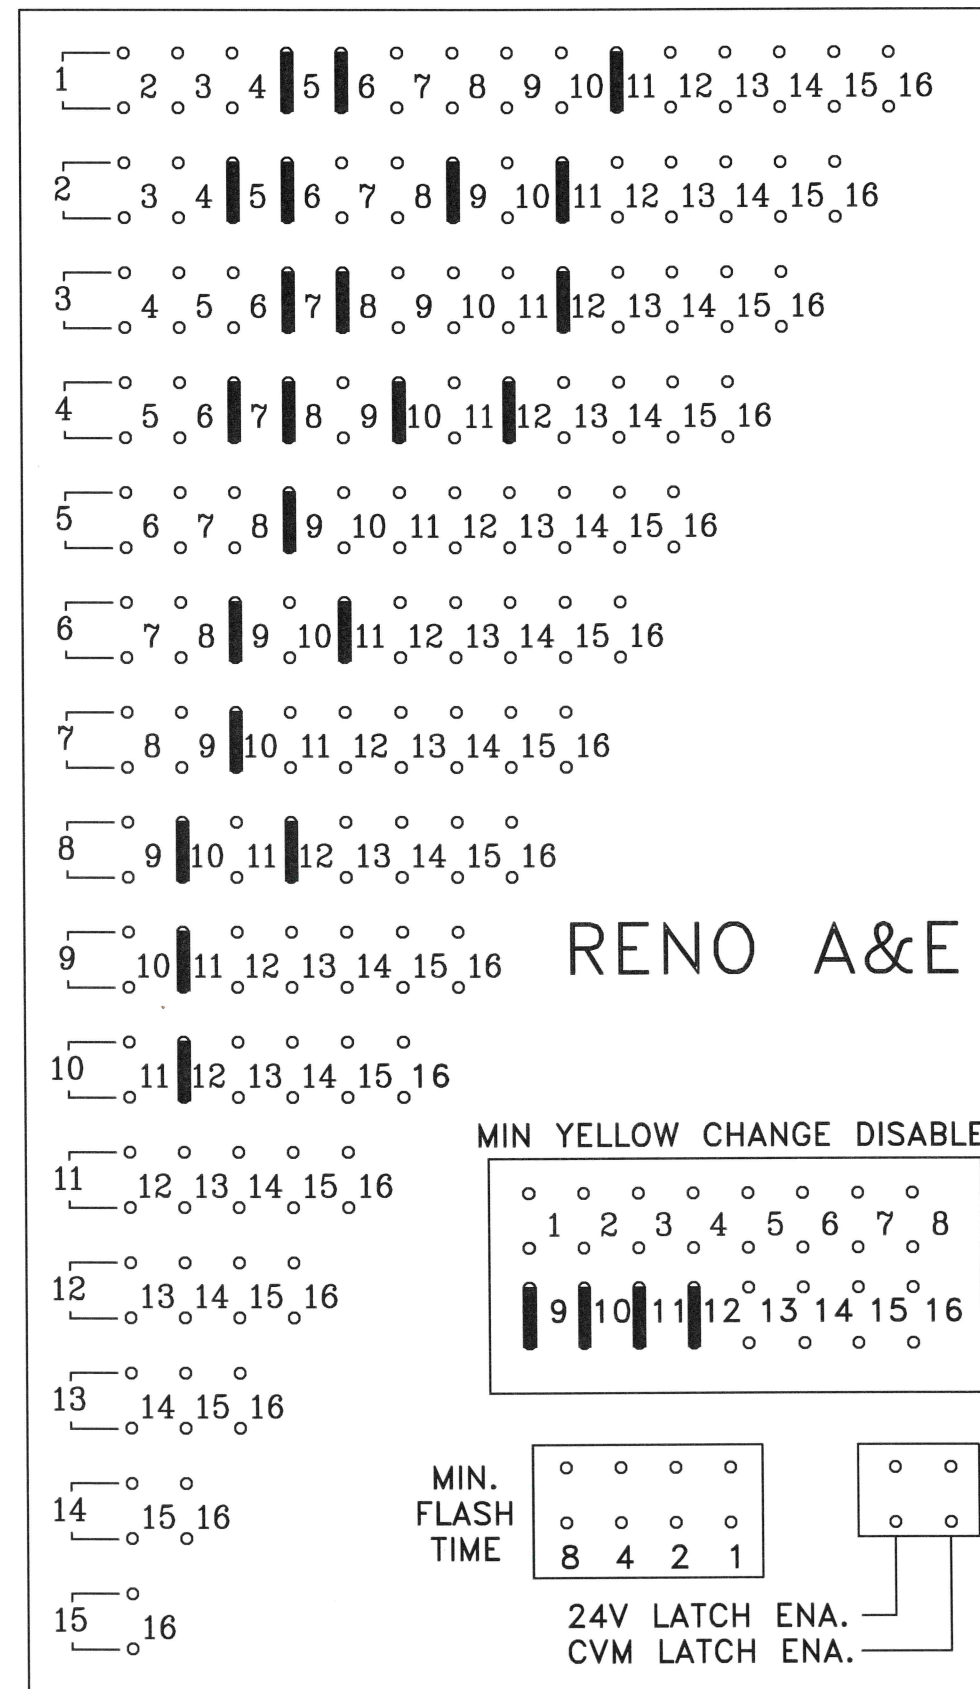 1 2 3 4 5 6 7 8 9 10 11 12 13 14 15 16
2 3 4 5 6 7 8 9 10 11 12 13 14 15 16
3 4 5 6 7 8 9 10 11 12 13 14 15 16
4 5 6 7 8 9 10 11 12 13 14 15 16
5 6 7 8 9 10 11 12 13 14 15 16
6 7 8 9 10 11 12 13 14 15 16
7 8 9 10 11 12 13 14 15 16
8 9 10 11 12 13 14 15 16
9 10 11 12 13 14 15 16
RENO A&E
10 11 12 13 14 15 16
11 12 13 14 15 16
12 13 14 15 16
13 14 15 16
14 15 16
15 16
MIN YELLOW CHANGE DISABLE
1 2 3 4 5 6 7 8
9 10 11 12 13 14 15 16
MIN.
FLASH
TIME
8 4 2 1
24V LATCH ENA.
CVM LATCH ENA.